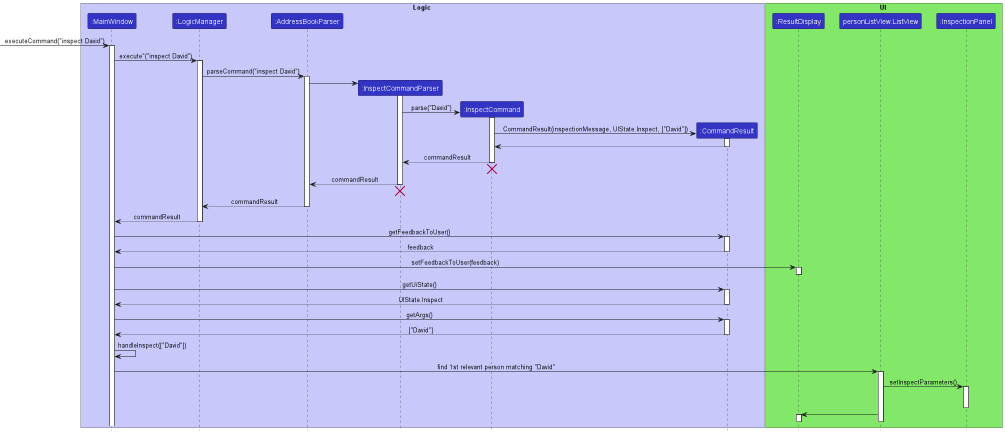 Logic
UI
:MainWindow
:LogicManager
:AddressBookParser
:ResultDisplay
personListView:ListView
:InspectionPanel
executeCommand("inspect David")
execute"("inspect David")
parseCommand("inspect David")
:InspectCommandParser
parse("David")
:InspectCommand
CommandResult(inspectionMessage, UIState.Inspect, ["David"])
:CommandResult
commandResult
commandResult
commandResult
commandResult
getFeedbackToUser()
feedback
setFeedbackToUser(feedback)
getUiState()
UIState.Inspect
getArgs()
["David"]
handleInspect(["David"])
find 1st relevant person matching "David"
setInspectParameters()